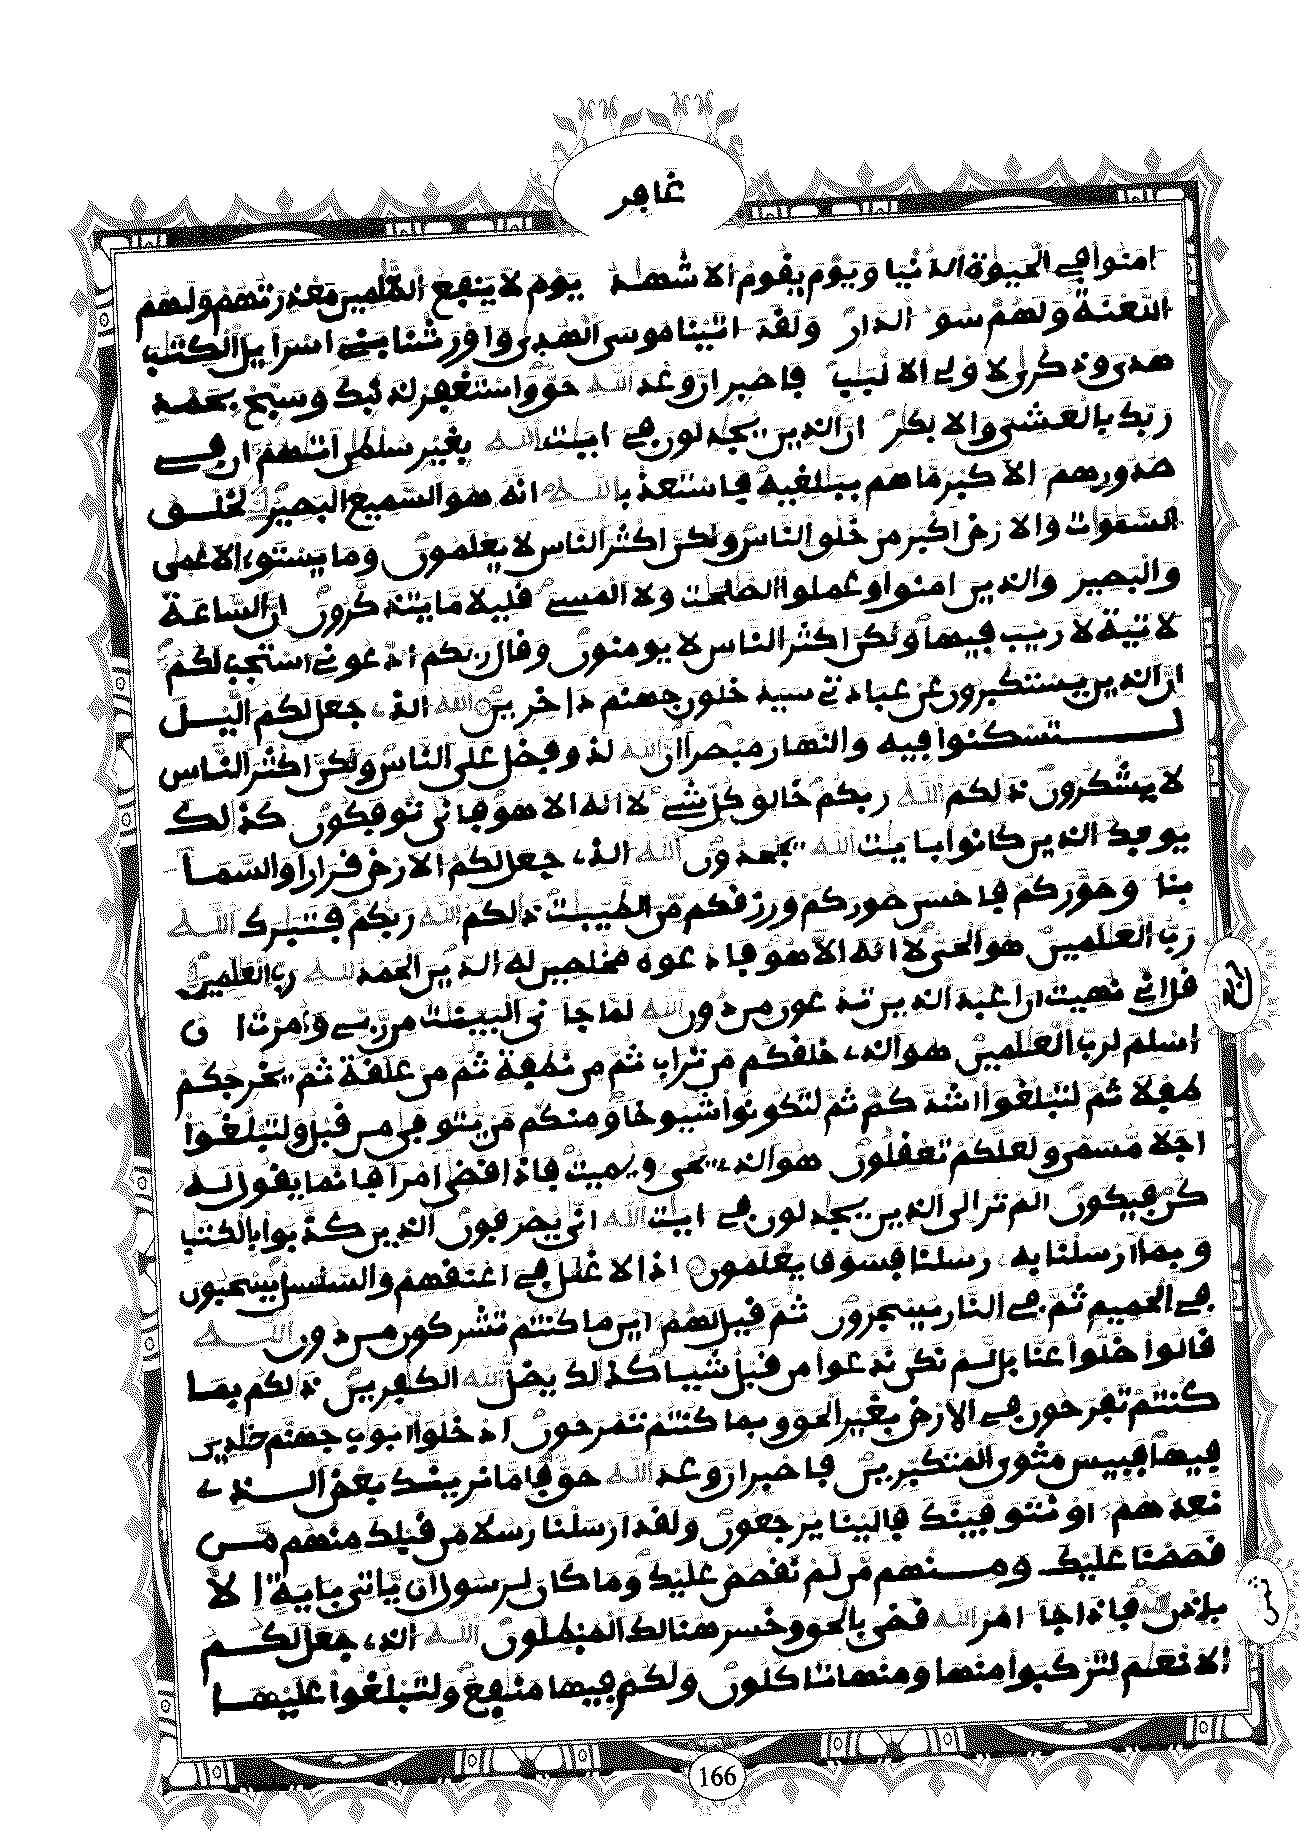 غافر
امنوا في الحيوة الدنيا ويوم يقوم الاشهد يوم لا ينفع الظلمين معذرتهم ولهم
اللعنة ولهم سو الدار ولقد اتينا موسى الهدى واورثنا بني اسرايل الكتب
هدى وذكرى لاولي الالبب فاصبر ان وعد الله حق واستغفر لذنبك وسبح بحمد
ربك بالعشي والابكر ان الذين يجدلون في ايت الله بغير سلطن اتيهم ان في
صدورهم الا كبر ما هم ببلغيه فاستعذ بالله انه هو السميع البصير لخلق
السموت والارض اكبر من خلق الناس ولكن اكثر الناس لا يعلمون وما يستوي الاعمى
والبصير والذين امنوا وعملوا الصلحت ولا المسي قليلا ما يتذكرون ان الساعة
لاتية لا ريب فيها ولكن اكثر الناس لا يومنون وقال ربكم ادعوني استجب لكم
ان الذين يستكبرون عن عبادتي سيدخلون جهنم داخرين الله الذي جعل لكم اليل
لتسكنوا فيه والنهار مبصرا ان الله لذو فضل على الناس ولكن اكثر الناس
لا يشكرون ذلكم الله ربكم خالق كل شي لا اله الا هو فاني توفكون كذلك
يوفك الذين كانوا بايت الله يجحدون الله الذي جعل لكم الارض قرارا والسما
بنا وصوركم فاحسن صوركم ورزقكم من الطيبت ذلكم الله ربكم فتبرك الله
رب العلمين هو الحي لا اله الا هو فادعوه مخلصين له الدين الحمد لله رب العلمين
قل اني نهيت ان اعبد الذين تدعون من دون الله لما جاني البينت من ربي وامرت ان
اسلم لرب العلمين هو الذي خلقكم من تراب ثم من نطفة ثم من علقة ثم يخرجكم
طفلا ثم لتبلغوا اشدكم ثم لتكونوا شيوخا ومنكم من يتوفى من قبل ولتبلغوا
اجلا مسمى ولعلكم تعقلون هو الذي يحي ويميت فاذا قضى امرا فانما يقول له
كن فيكون الم تر الى الذين يجدلون في ايت الله انى يصرفون الذين كذبوا بالكتب
وبما ارسلنا به رسلنا فسوف يعلمون اذ الاغلل في اعنقهم والسلسل يسحبون
في الحميم ثم في النار يسجرون ثم قيل لهم اين ما كنتم تشركون من دون الله
قالوا ضلوا عنا بل لم نكن ندعوا من قبل شيا كذلك يضل الله الكفرين ذلكم بما
كنتم تفرحون في الارض بغير الحق وبما كنتم تمرحون ادخلوا ابوب جهنم خلدين
فيها فبيس مثوى المتكبرين فاصبر ان وعد الله حق فاما نرينك بعض الذي
نعدهم او نتوفينك فالينا يرجعون ولقد ارسلنا رسلا من قبلك منهم من
قصصنا عليك ومنهم من لم نقصص عليك وما كان لرسول ان ياتي باية الا
باذن الله فاذا جا امر الله قضي بالحق وخسر هنالك المبطلون الله الذي جعل لكم
الانعم لتركبوا منها ومنها تاكلون ولكم فيها منفع ولتبلغوا عليها
ثمن
166